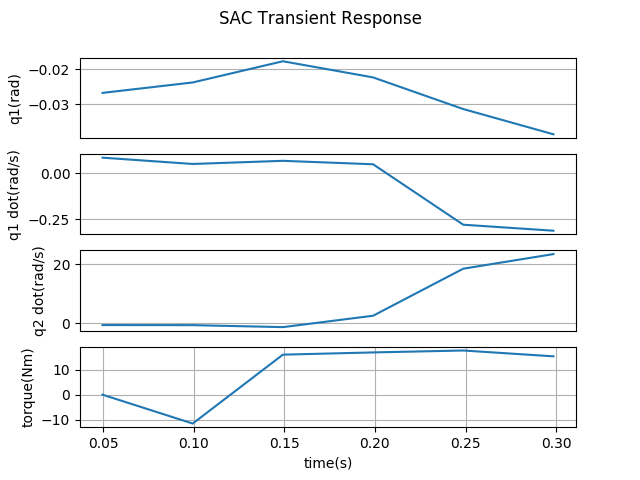 SAC Transient Response
−0.02
−0.03
q1(rad)
0.00
−0.25
q1 dot(rad/s)
20
0
q2 dot(rad/s)
10
0
−10
torque(Nm)
0.05 0.10 0.15 0.20 0.25 0.30
time(s)